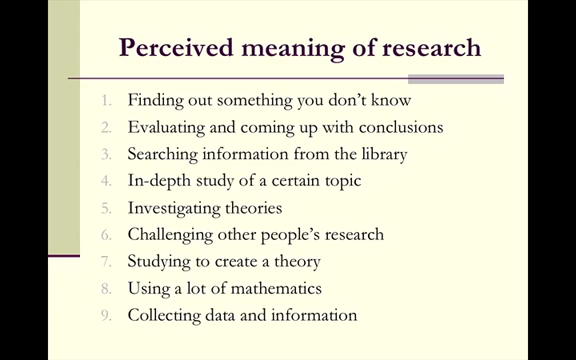 Perceived meaning of research
1. Finding out something you don't know
2. Evaluating and coming up with conclusions
3. Searching information from the library
4. In-depth study of a certain topic
5. Investigating theories
6. Challenging other people's research
7. Studying to create a theory
8. Using a lot of mathematics
9. Collecting data and information